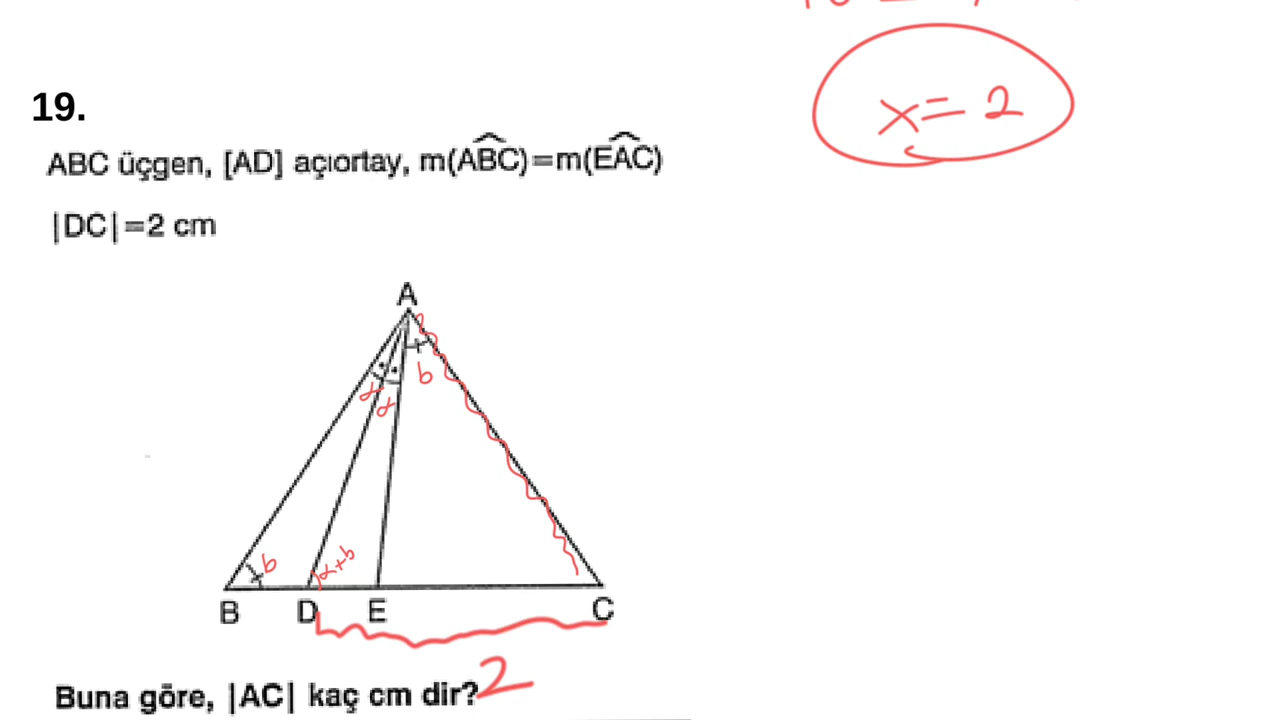 x=2
19.
ABC üçgen, [AD] açıortay, m(ABC)=m(EAC)
|DC|=2 cm
A
b
α
α
b
α+b
B
D
E
C
2
Buna göre, |AC| kaç cm dir?